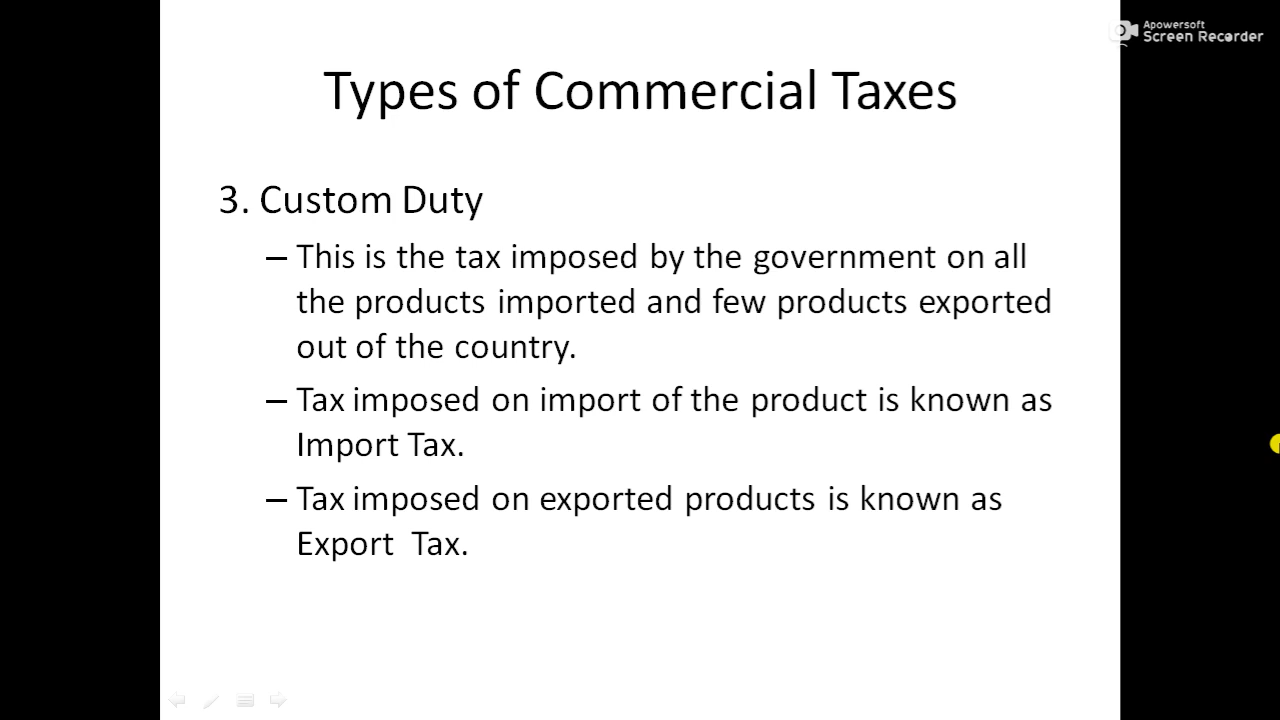 Apowersoft
Screen Recorder
Types of Commercial Taxes
3. Custom Duty
– This is the tax imposed by the government on all
the products imported and few products exported
out of the country.
– Tax imposed on import of the product is known as
Import Tax.
– Tax imposed on exported products is known as
Export  Tax.